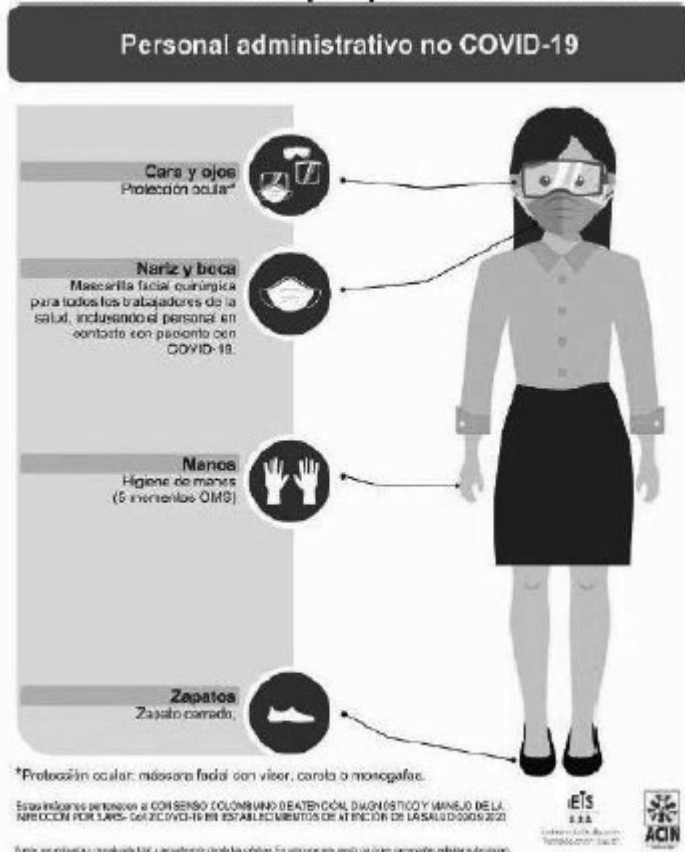 Personal administrativo no COVID-19
Cara y ojos
Protección ocular*
Nariz y boca
Mascarilla facial quirúrgica
para todos los trabajadores de la
salud, incluyendo el personal en
contacto con paciente con
COVID-19.
Manos
Higiene de manos
(5 momentos OMS)
Zapatos
Zapato cerrado,
*Protección ocular: máscara facial con visor, careta o monogafas.
Estas imágenes pertenecen al CONSENSO COLOMBIANO DE ATENCIÓN, DIAGNÓSTICO Y MANEJO DE LA
INFECCIÓN POR SARS-CoV-2/COVID-19 EN ESTABLECIMIENTOS DE ATENCIÓN DE LA SALUD
IETS
ACIN